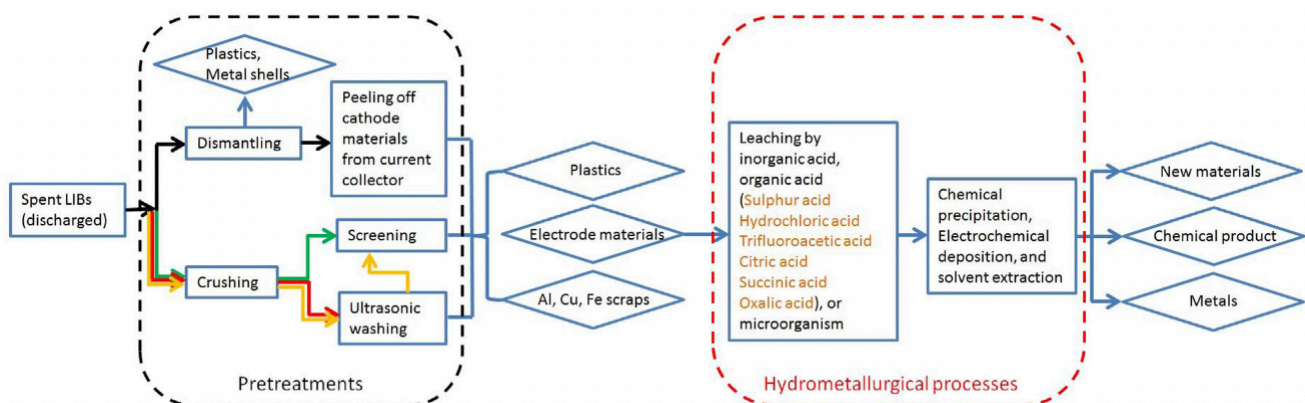 Plastics,
Metal shells
Peeling off
cathode
materials
from current
collector
Dismantling
Spent LIBs
(discharged)
Crushing
Screening
Ultrasonic
washing
Pretreatments
Plastics
Electrode materials
Al, Cu, Fe scraps
Leaching by
inorganic acid,
organic acid
(Sulphur acid
Hydrochloric acid
Trifluoroacetic acid
Citric acid
Succinic acid
Oxalic acid), or
microorganism
Chemical
precipitation,
Electrochemical
deposition, and
solvent extraction
Hydrometallurgical processes
New materials
Chemical product
Metals